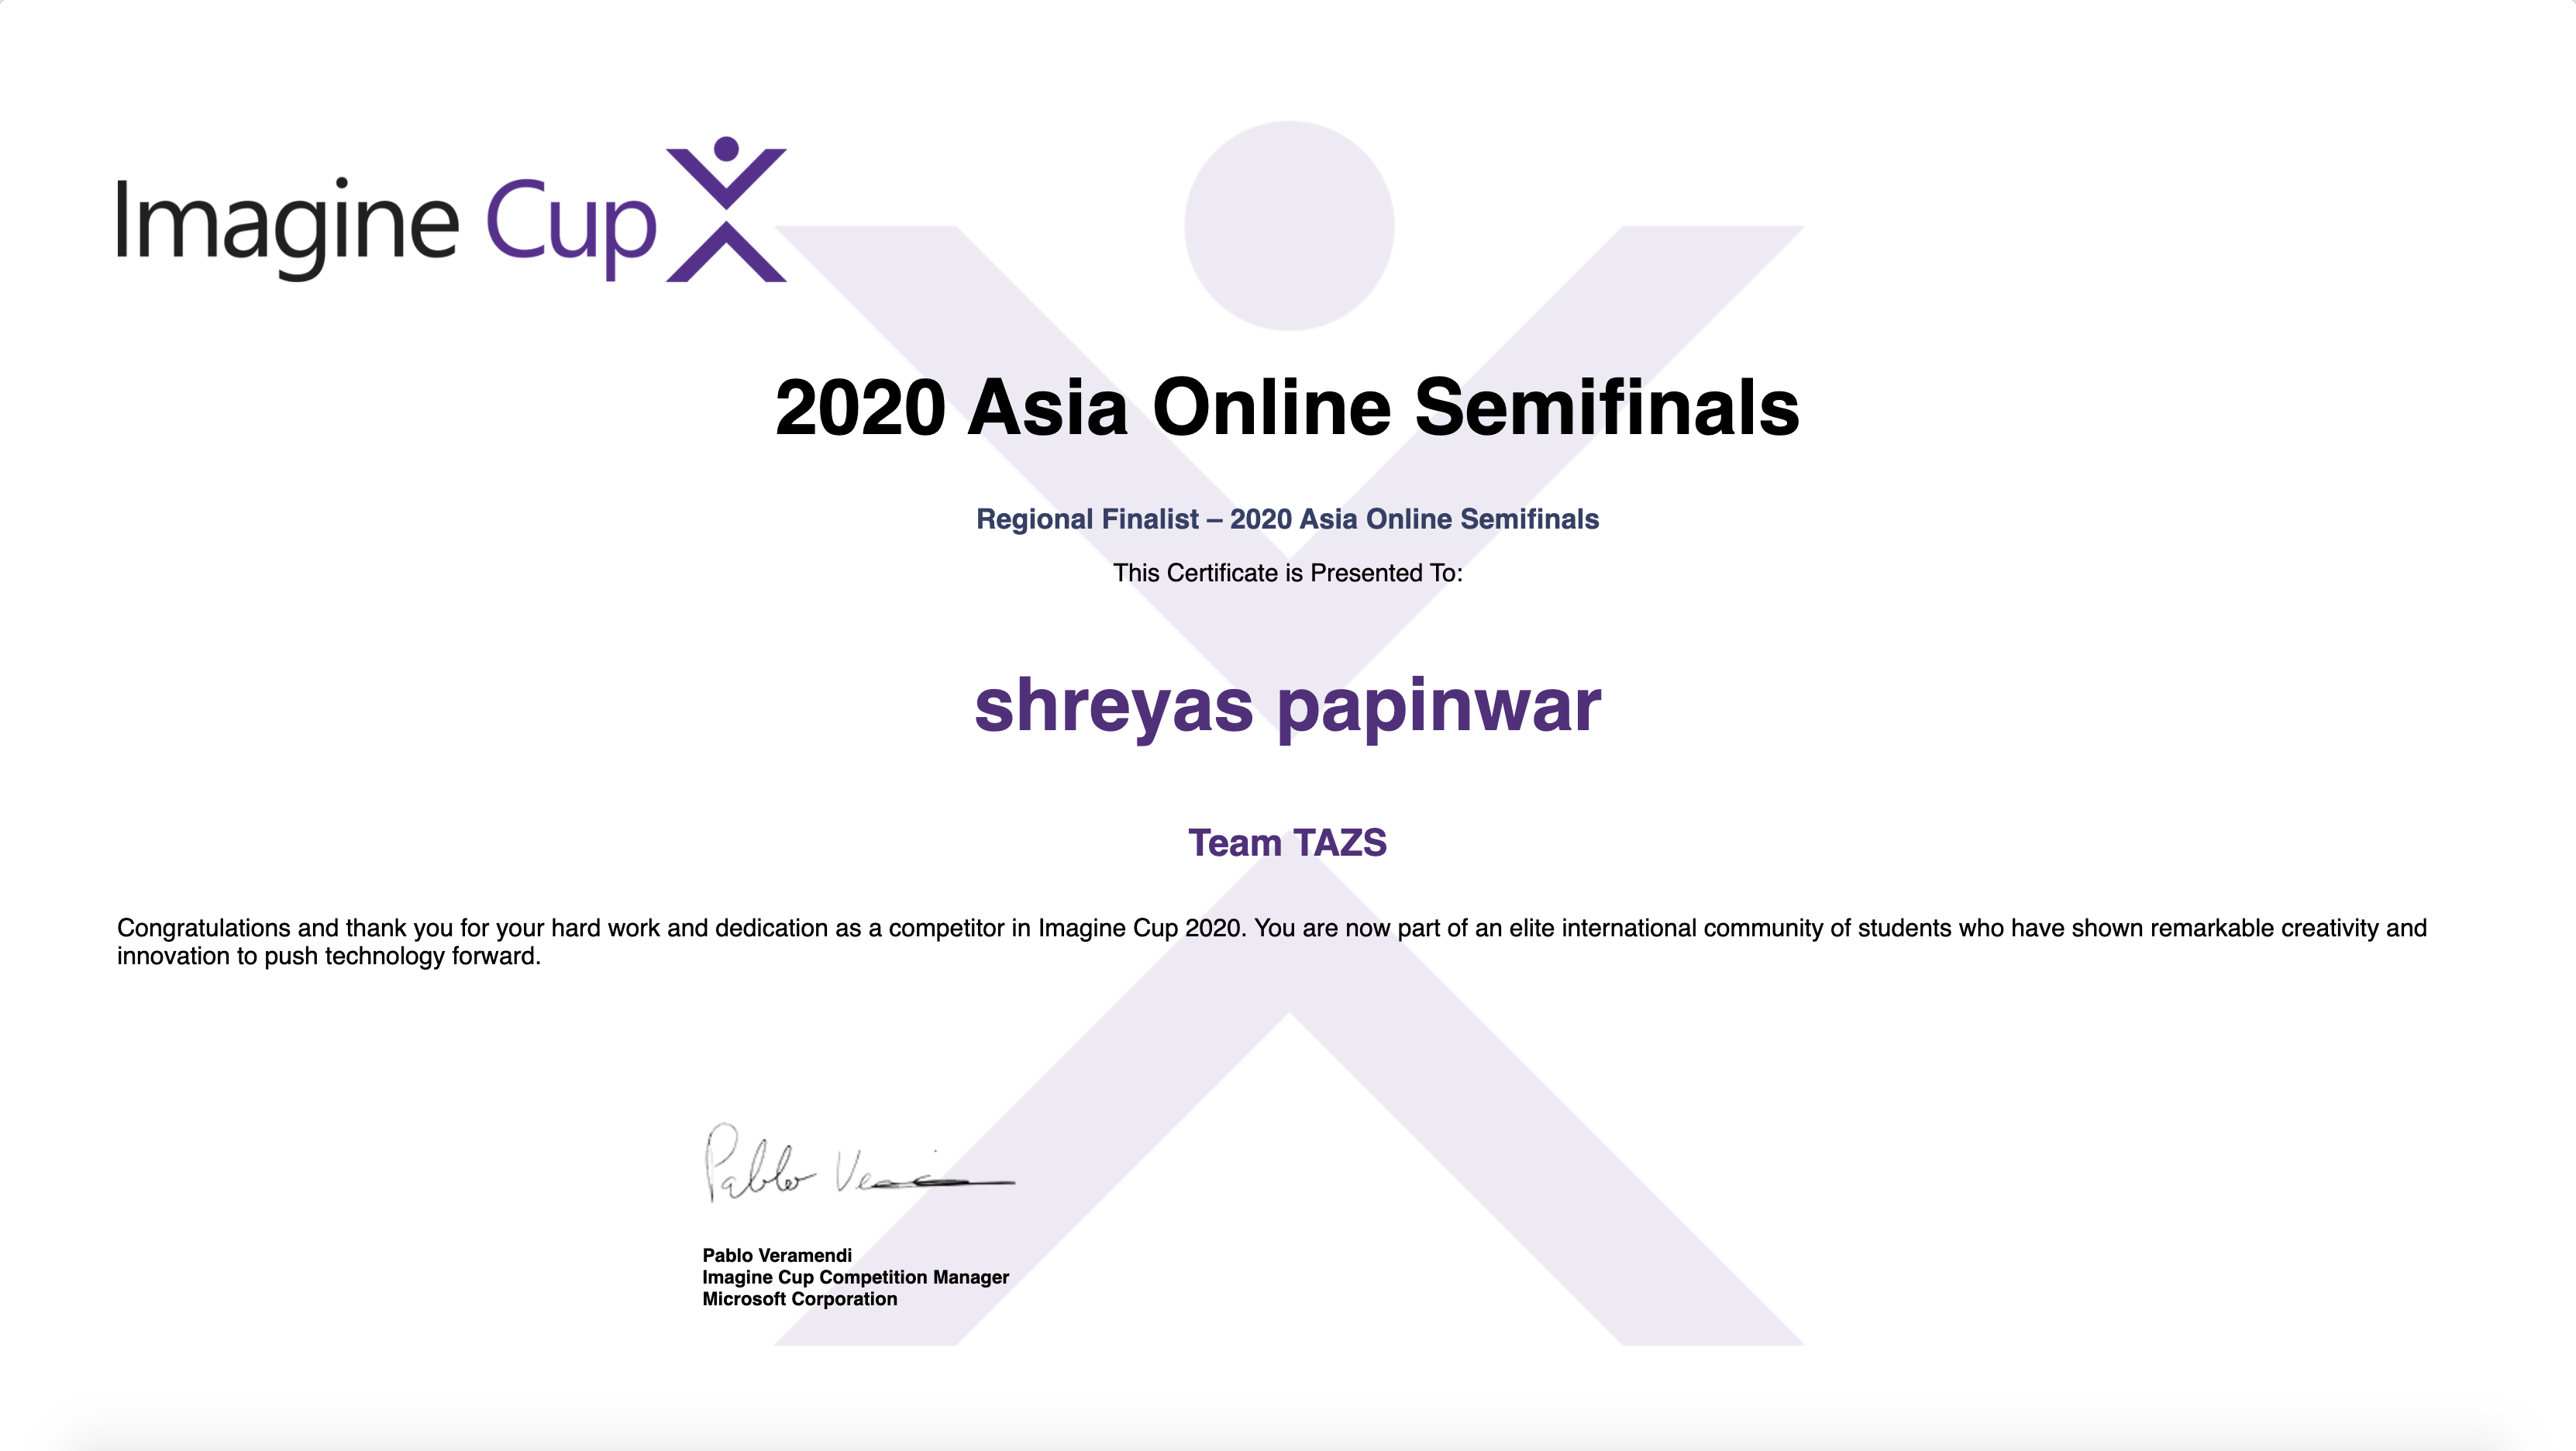 Imagine Cup
2020 Asia Online Semifinals
Regional Finalist – 2020 Asia Online Semifinals
This Certificate is Presented To:
shreyas papinwar
Team TAZS
Congratulations and thank you for your hard work and dedication as a competitor in Imagine Cup 2020. You are now part of an elite international community of students who have shown remarkable creativity and
innovation to push technology forward.
Pablo
Pablo Veramendi
Imagine Cup Competition Manager
Microsoft Corporation